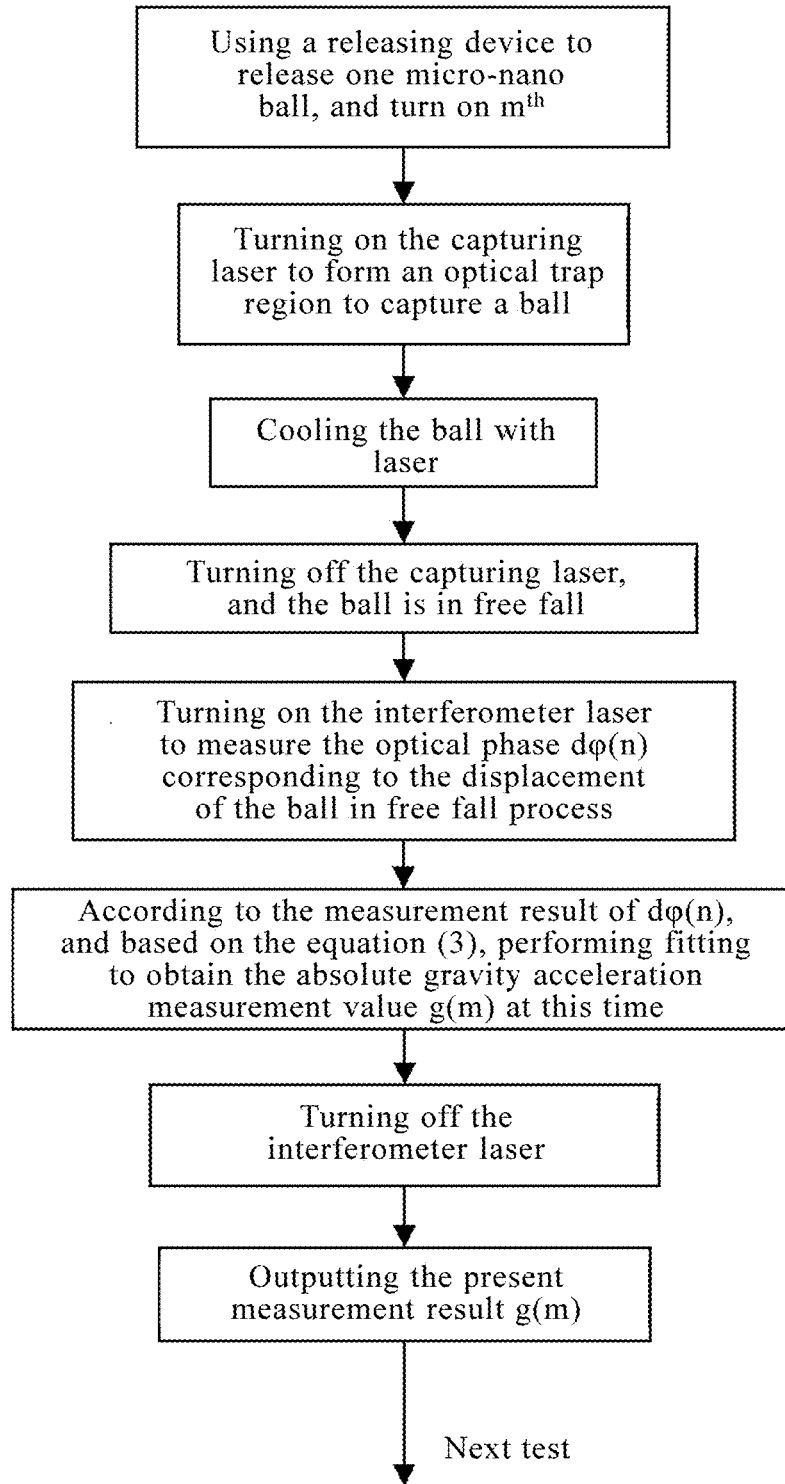 Using a releasing device to
release one micro-nano
ball, and turn on mth
Turning on the capturing
laser to form an optical trap
region to capture a ball
Cooling the ball with
laser
Turning off the capturing laser,
and the ball is in free fall
Turning on the interferometer laser
to measure the optical phase dφ(n)
corresponding to the displacement
of the ball in free fall process
According to the measurement result of dφ(n),
and based on the equation (3), performing fitting
to obtain the absolute gravity acceleration
measurement value g(m) at this time
Turning off the
interferometer laser
Outputting the present
measurement result g(m)
Next test